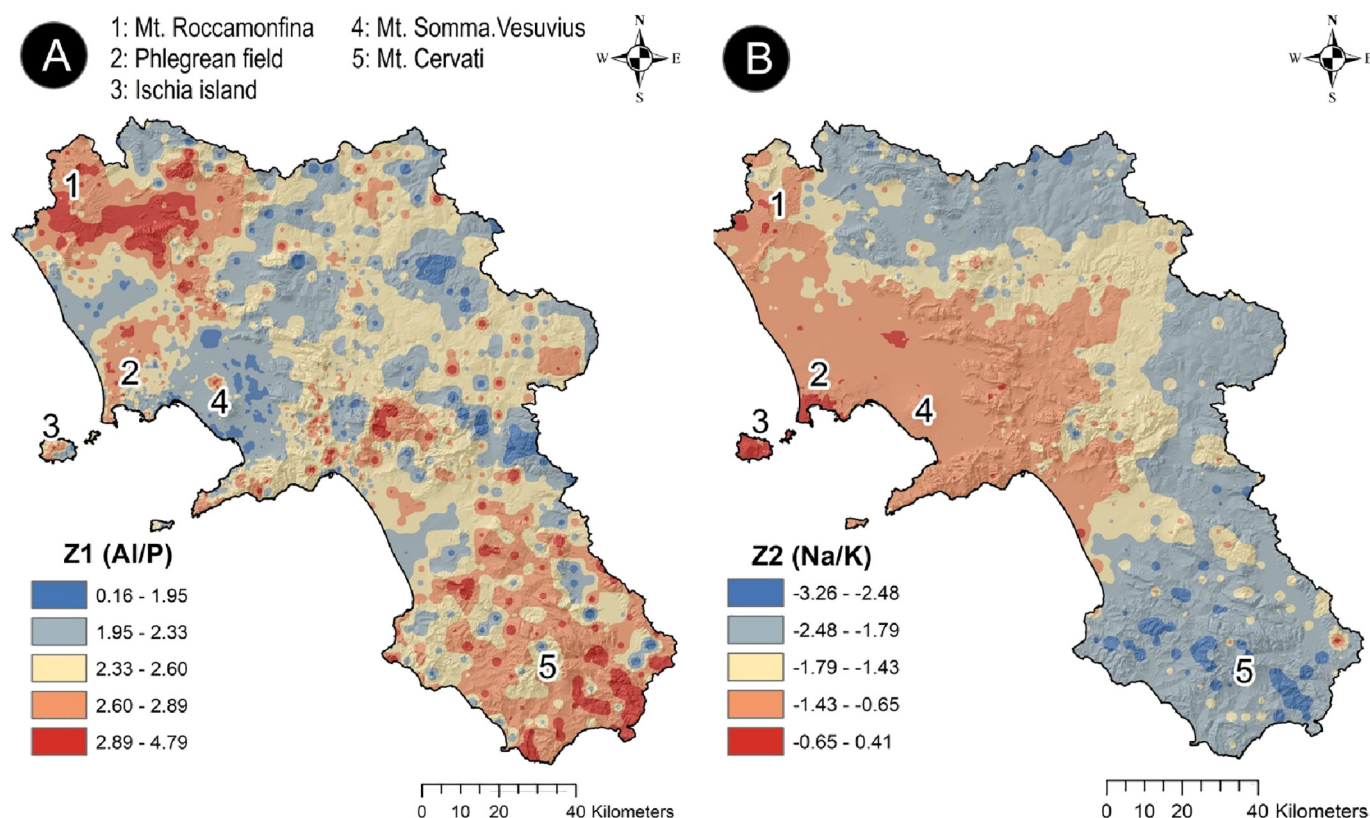 A
1: Mt. Roccamonfina
2: Phlegrean field
3: Ischia island
4: Mt. Somma.Vesuvius
5: Mt. Cervati
N
W E
S
1
2
3
4
5
Z1 (Al/P)
0.16 - 1.95
1.95 - 2.33
2.33 - 2.60
2.60 - 2.89
2.89 - 4.79
0 10 20 40 Kilometers
B
N
W E
S
1
2
3
4
5
Z2 (Na/K)
-3.26 - -2.48
-2.48 - -1.79
-1.79 - -1.43
-1.43 - -0.65
-0.65 - 0.41
0 10 20 40 Kilometers